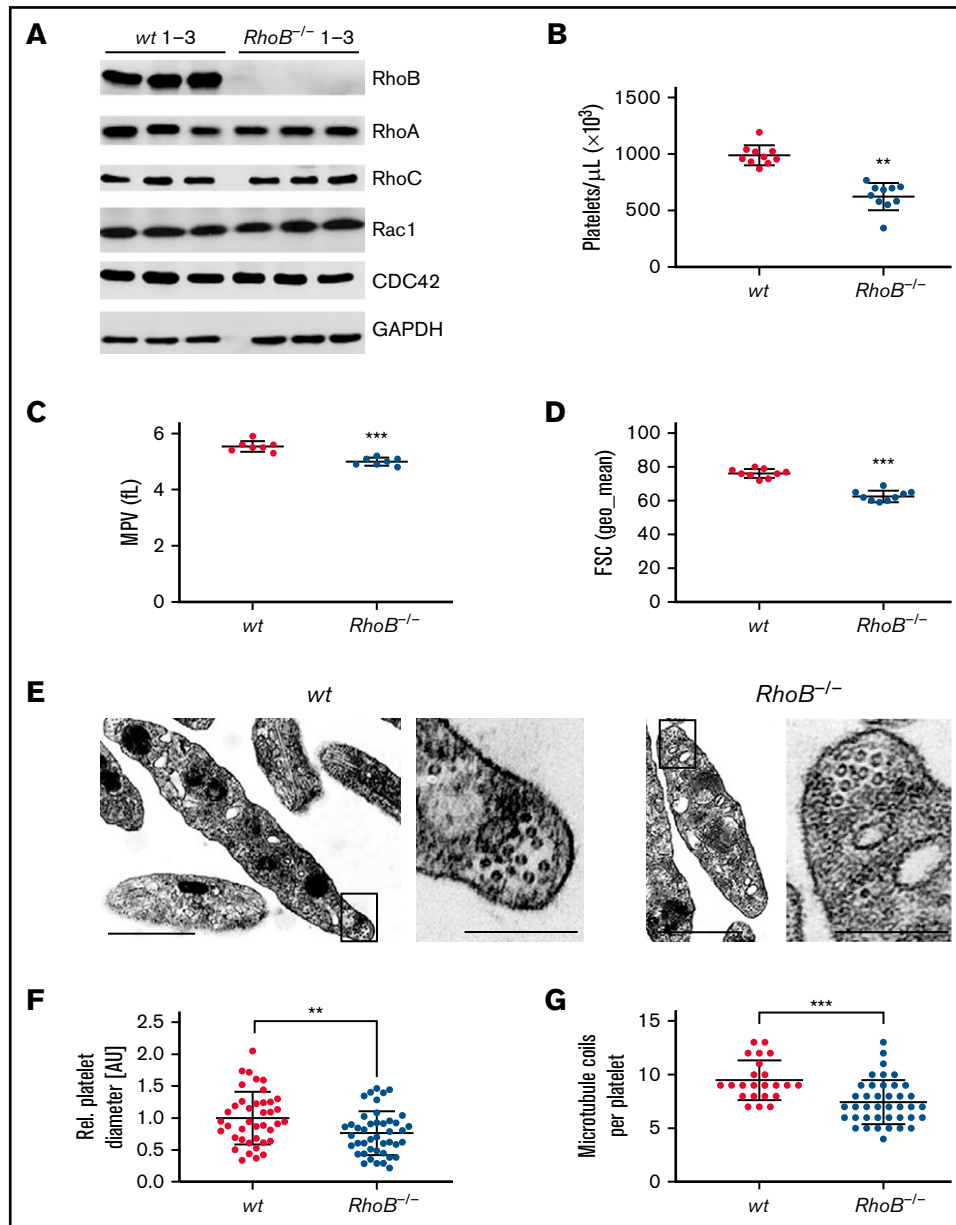 A
wt 1–3
RhoB–/– 1–3
RhoB
RhoA
RhoC
Rac1
CDC42
GAPDH
B
Platelets/μL (×10³)
1500
1000
500
0
**
wt
RhoB–/–
C
MPV (fL)
6
4
2
0
***
wt
RhoB–/–
D
FSC (geo_mean)
100
80
60
40
20
0
***
wt
RhoB–/–
E
wt
RhoB–/–
F
Rel. platelet
diameter [AU]
2.5
2.0
1.5
1.0
0.5
0.0
**
wt
RhoB–/–
G
Microtubule coils
per platelet
15
10
5
0
***
wt
RhoB–/–